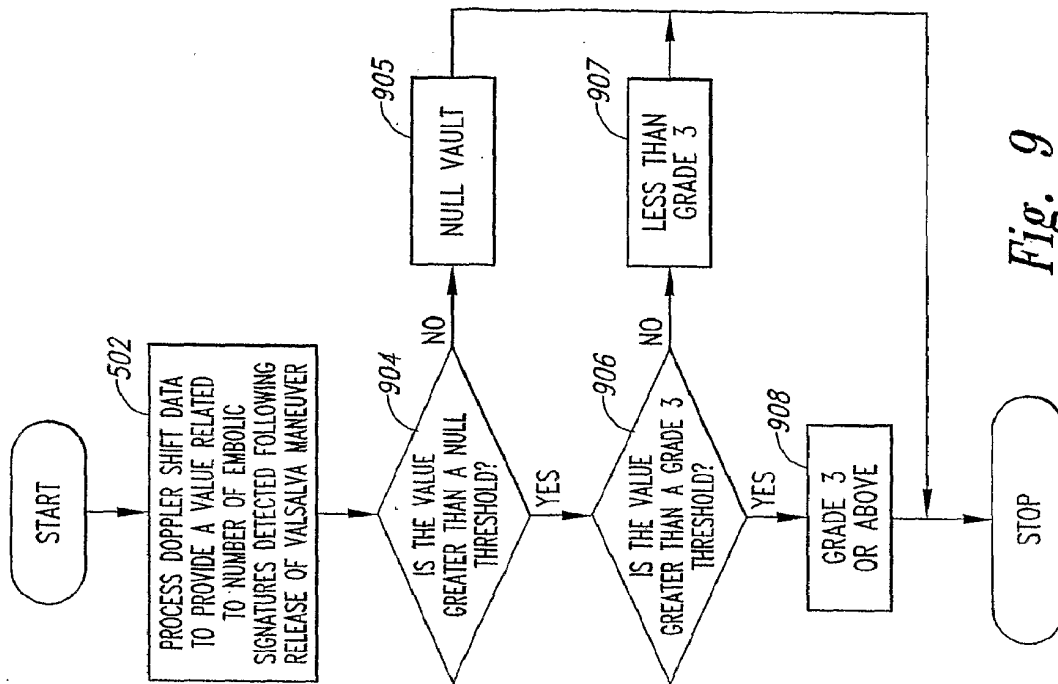 START
502
PROCESS DOPPLER SHIFT DATA
TO PROVIDE A VALUE RELATED
TO NUMBER OF EMBOLIC
SIGNATURES DETECTED FOLLOWING
RELEASE OF VALSALVA MANEUVER
904
IS THE VALUE
GREATER THAN A NULL
THRESHOLD?
NO
905
NULL VAULT
YES
906
IS THE VALUE
GREATER THAN A GRADE 3
THRESHOLD?
NO
907
LESS THAN
GRADE 3
YES
908
GRADE 3
OR ABOVE
STOP
Fig. 9